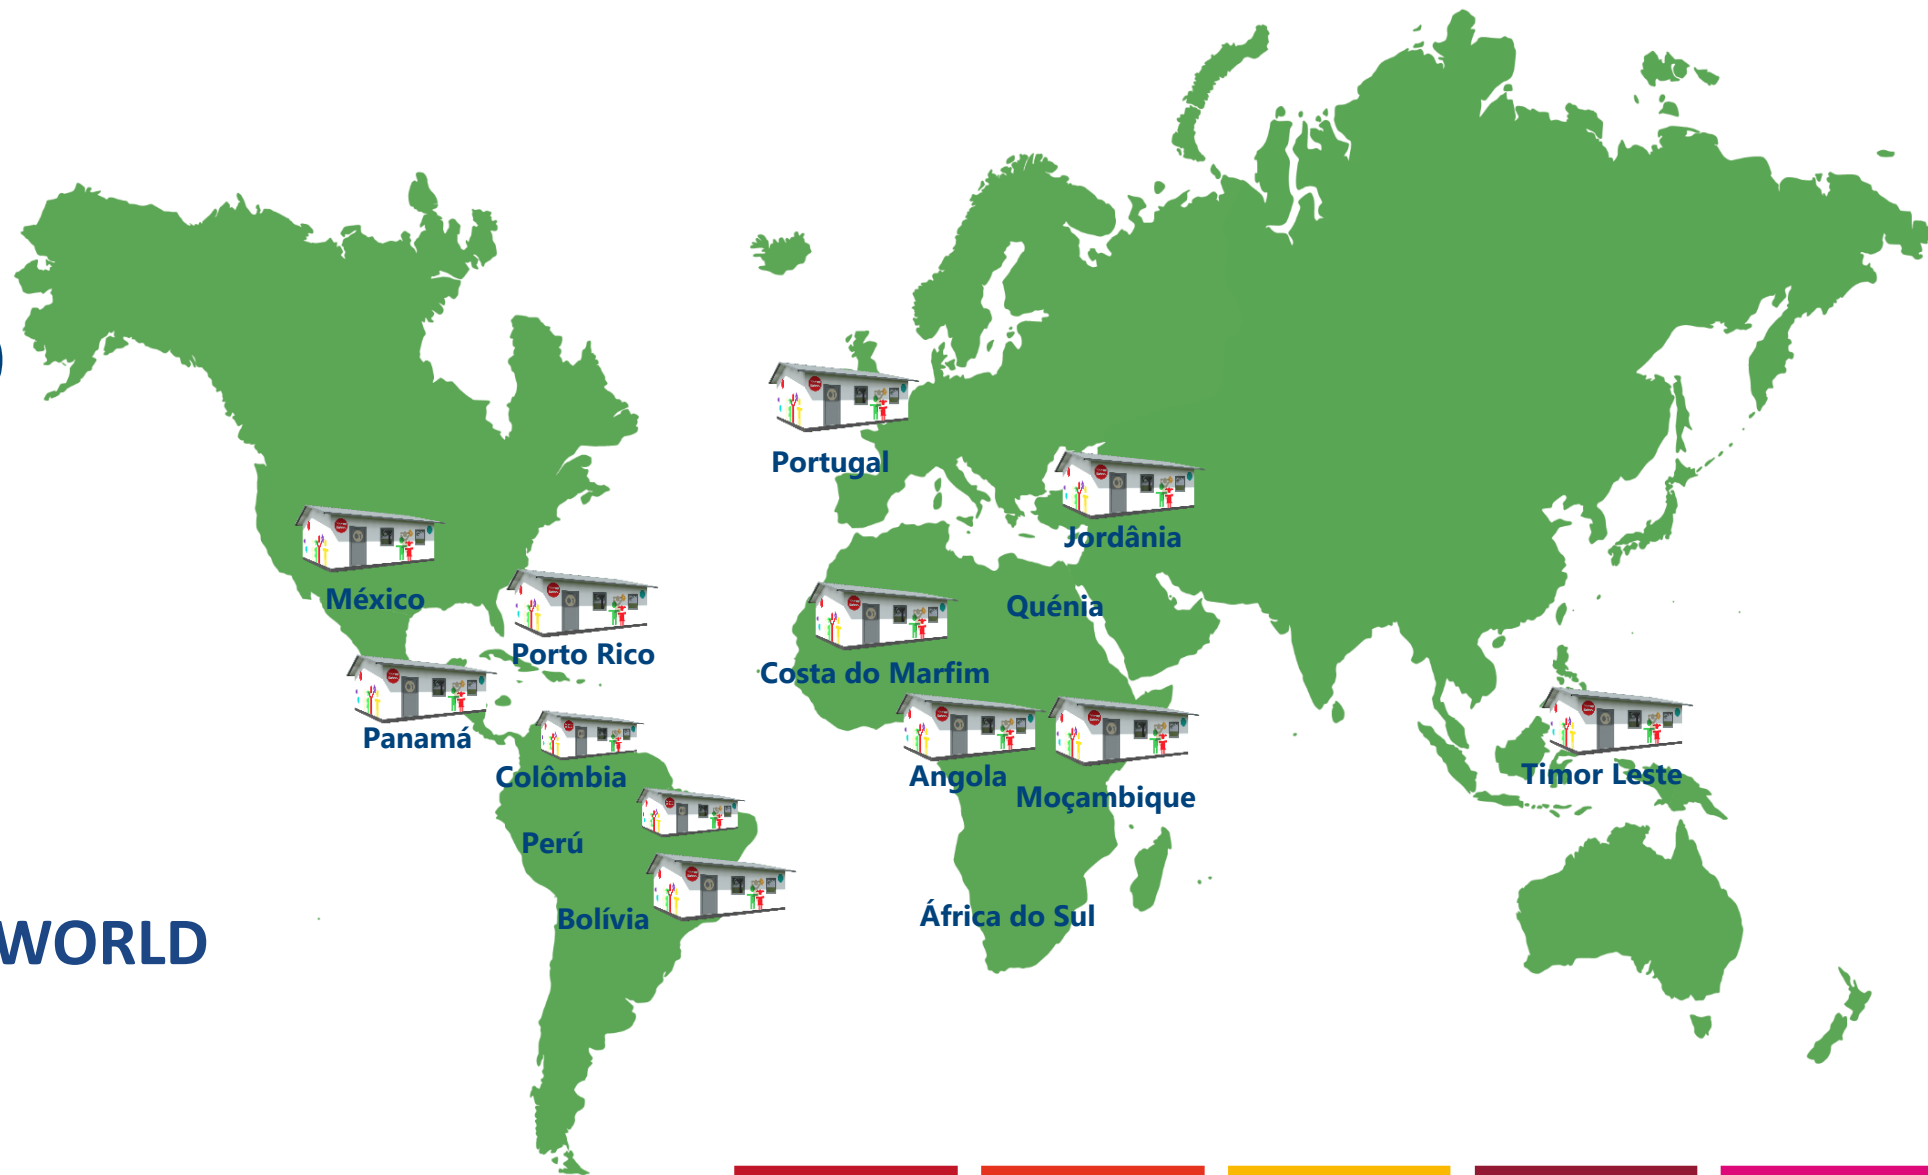 Portugal
Jordânia
México
Quénia
Porto Rico
Costa do Marfim
Panamá
Colômbia
Angola
Moçambique
Timor Leste
Perú
Bolívia
África do Sul
WORLD